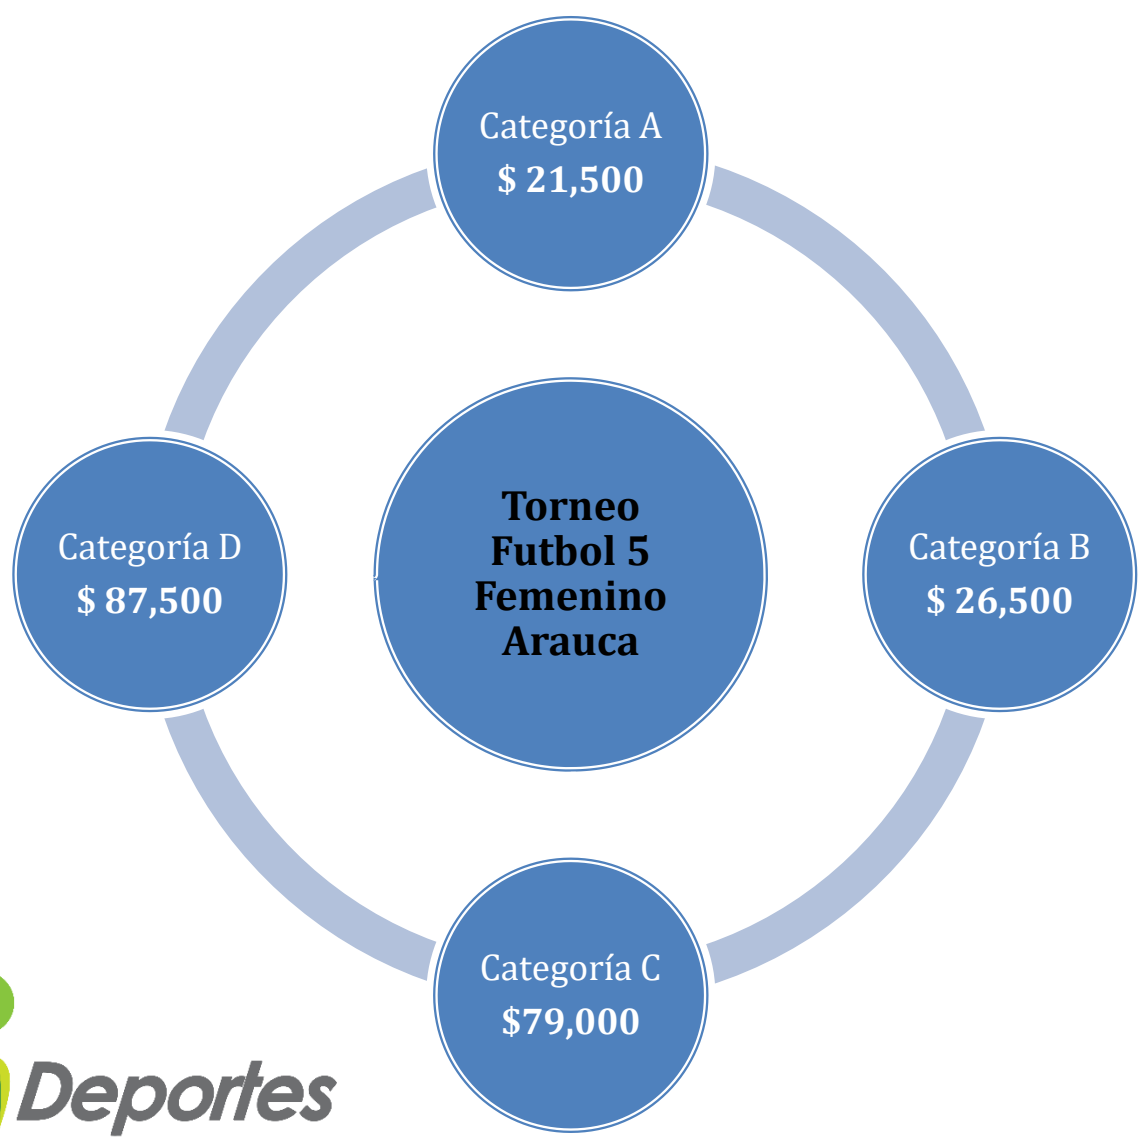 Categoría A
$ 21,500
Torneo
Futbol 5
Femenino
Arauca
Categoría D
$ 87,500
Categoría B
$ 26,500
Categoría C
$79,000
Deportes